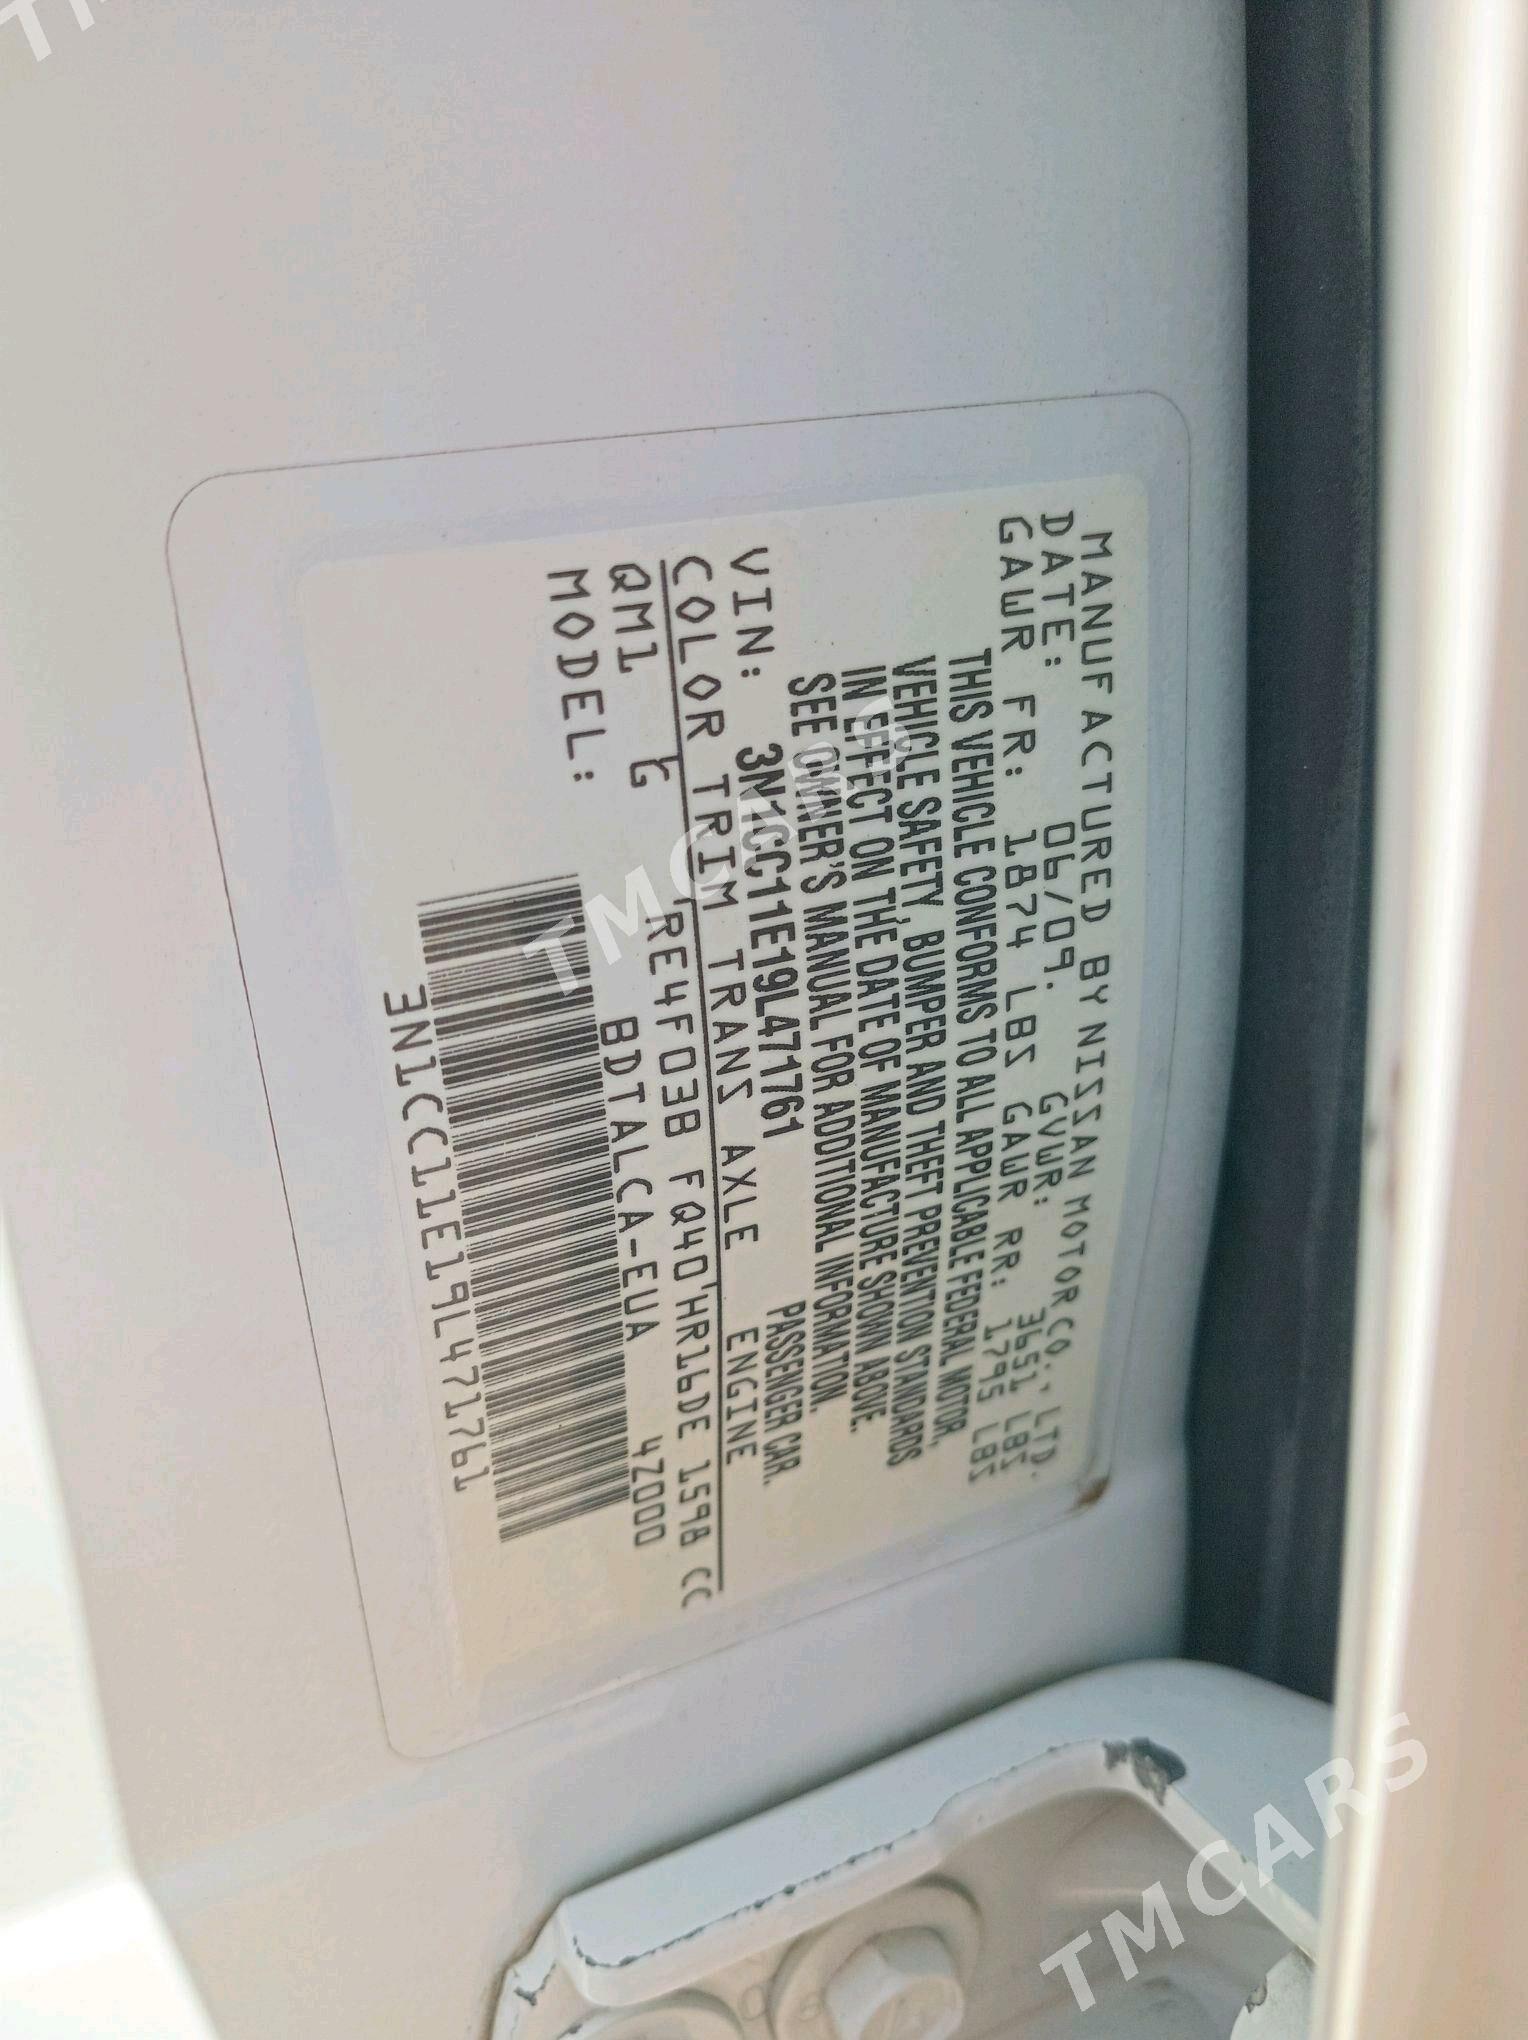 MANUFACTURED BY NISSAN MOTOR CO., LTD.
DATE: 06/09. GVWR: 3651 LBS
GAWR FR: 1874 LBS GAWR RR: 1795 LBS
THIS VEHICLE CONFORMS TO ALL APPLICABLE FEDERAL MOTOR,
VEHICLE SAFETY, BUMPER AND THEFT PREVENTION STANDARDS
IN EFFECT ON THE DATE OF MANUFACTURE SHOWN ABOVE.
SEE OWNER'S MANUAL FOR ADDITIONAL INFORMATION.
VIN: 3N1CC11E19L471761 PASSENGER CAR.
COLOR TRIM TRANS AXLE ENGINE
QM1 G RE4F03B FQ40 HR16DE 1598 CC
MODEL: BDTALCA-EUA 4Z000
3N1CC11E19L471761
TMCARS
TMCARS